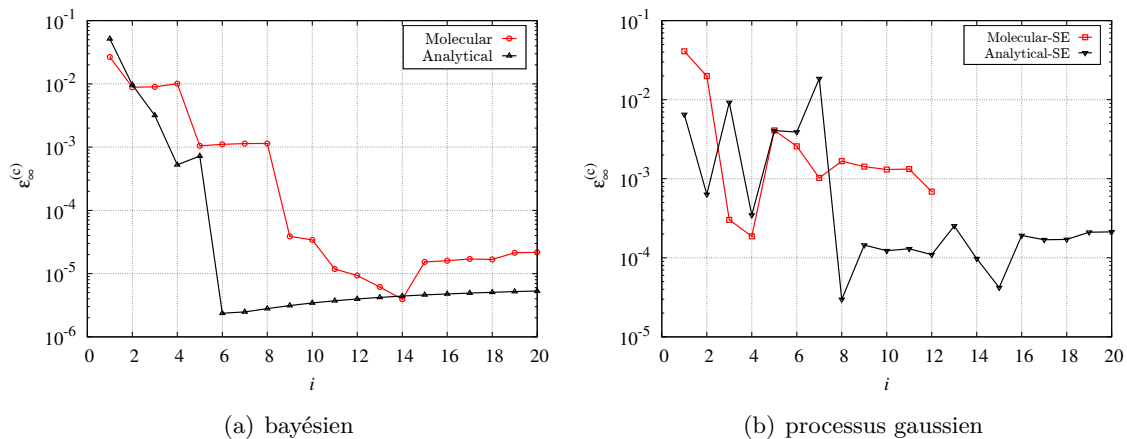 10⁻¹
10⁻²
10⁻³
10⁻⁴
10⁻⁵
10⁻⁶
ε∞⁽ᶜ⁾
Molecular
Analytical
0 2 4 6 8 10 12 14 16 18 20
i
(a) bayésien
10⁻¹
10⁻²
10⁻³
10⁻⁴
10⁻⁵
ε∞⁽ᶜ⁾
Molecular-SE
Analytical-SE
0 2 4 6 8 10 12 14 16 18 20
i
(b) processus gaussien